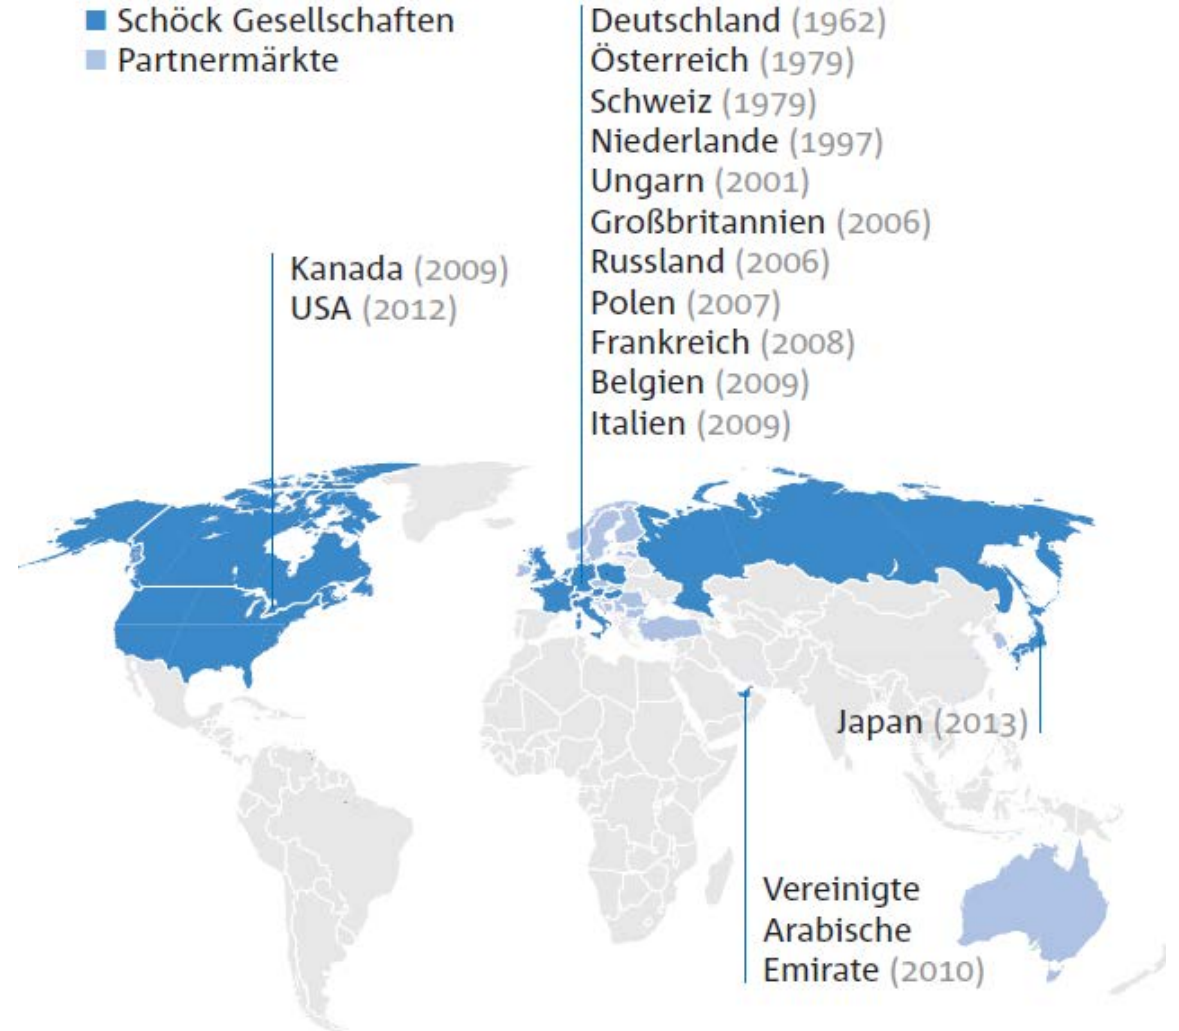 Schöck Gesellschaften
Partnermärkte
Deutschland (1962)
Österreich (1979)
Schweiz (1979)
Niederlande (1997)
Ungarn (2001)
Großbritannien (2006)
Russland (2006)
Polen (2007)
Frankreich (2008)
Belgien (2009)
Italien (2009)
Kanada (2009)
USA (2012)
Japan (2013)
Vereinigte
Arabische
Emirate (2010)